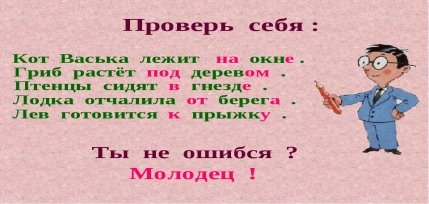 Проверь себя :
Кот Васька лежит на окне .
Гриб растёт под деревом .
Птенцы сидят в гнезде .
Лодка отчалила от берега .
Лев готовится к прыжку .
Ты не ошибся ?
Молодец !